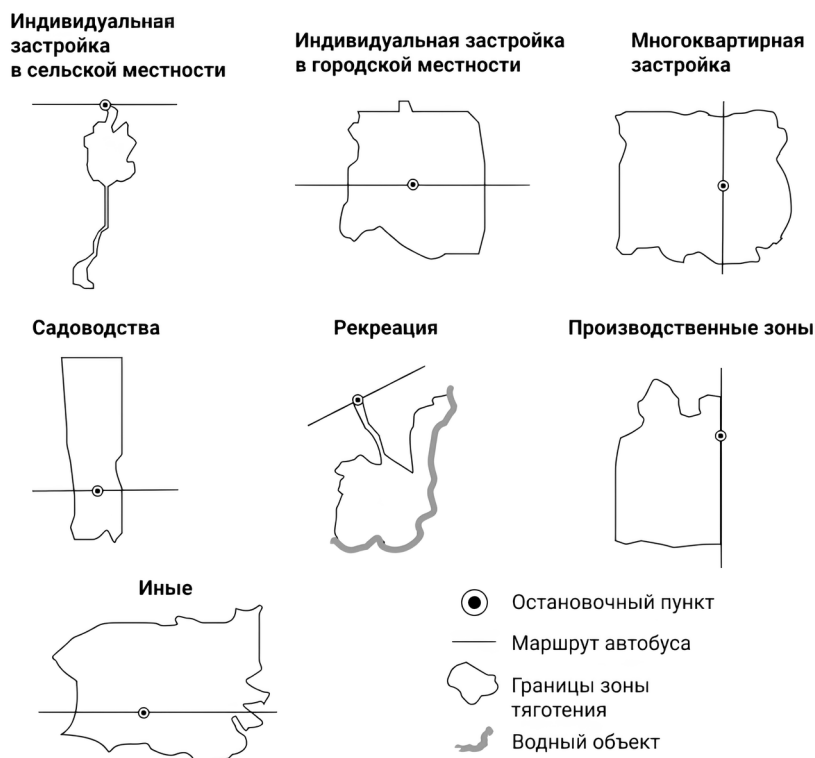 Индивидуальная
застройка
в сельской местности
Индивидуальная застройка
в городской местности
Многоквартирная
застройка
Садоводства
Рекреация
Производственные зоны
Иные
Остановочный пункт
Маршрут автобуса
Границы зоны
тяготения
Водный объект